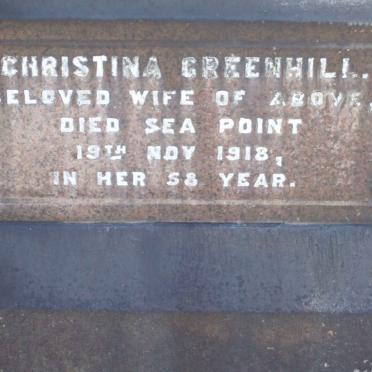 CHRISTINA GREENHILL.
BELOVED WIFE OF ABOVE,
DIED SEA POINT
19TH NOV 1918,
IN HER 58 YEAR.